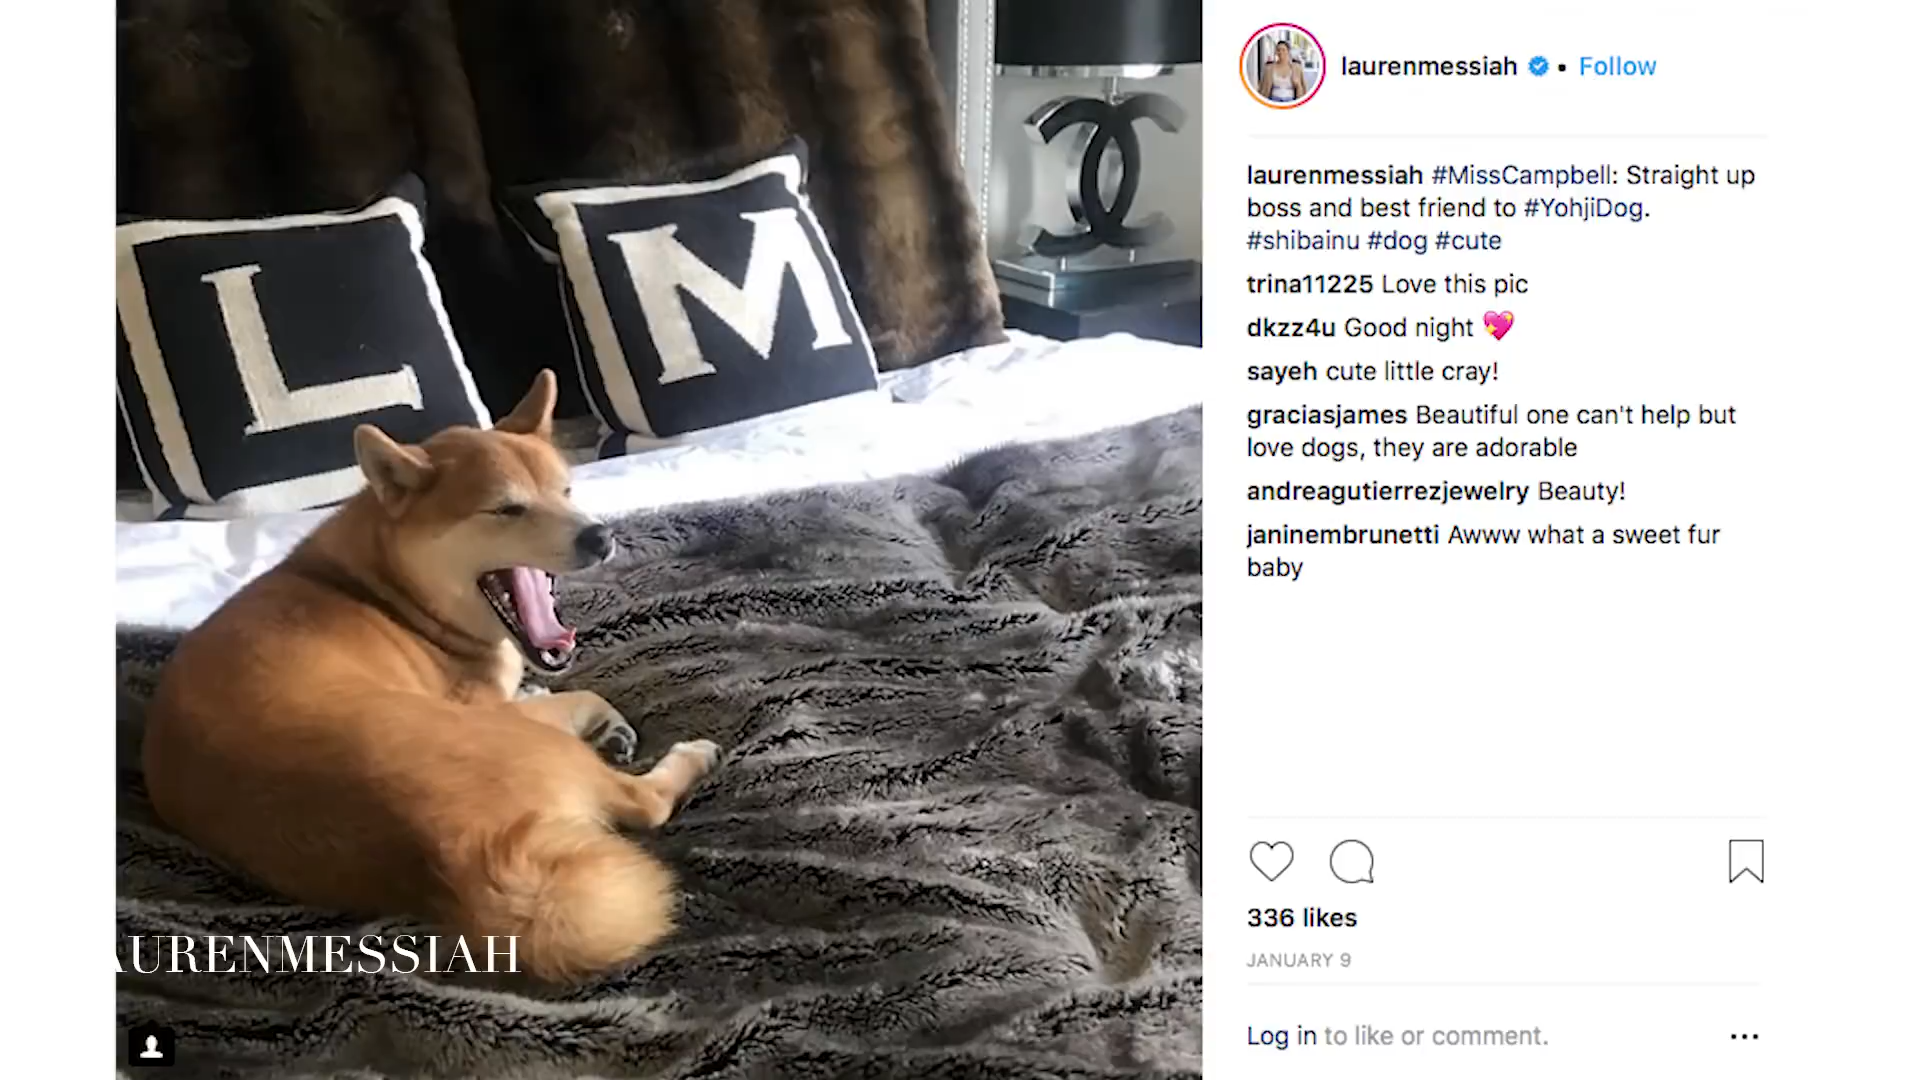 L
M
laurenmessiah • Follow
laurenmessiah #MissCampbell: Straight up
boss and best friend to #YohjiDog.
#shibainu #dog #cute
trina11225 Love this pic
dkzz4u Good night 💖
sayeh cute little cray!
graciasjames Beautiful one can't help but
love dogs, they are adorable
andreagutierrezjewelry Beauty!
janinembrunetti Awww what a sweet fur
baby
336 likes
JANUARY 9
Log in to like or comment.
AURENMESSIAH